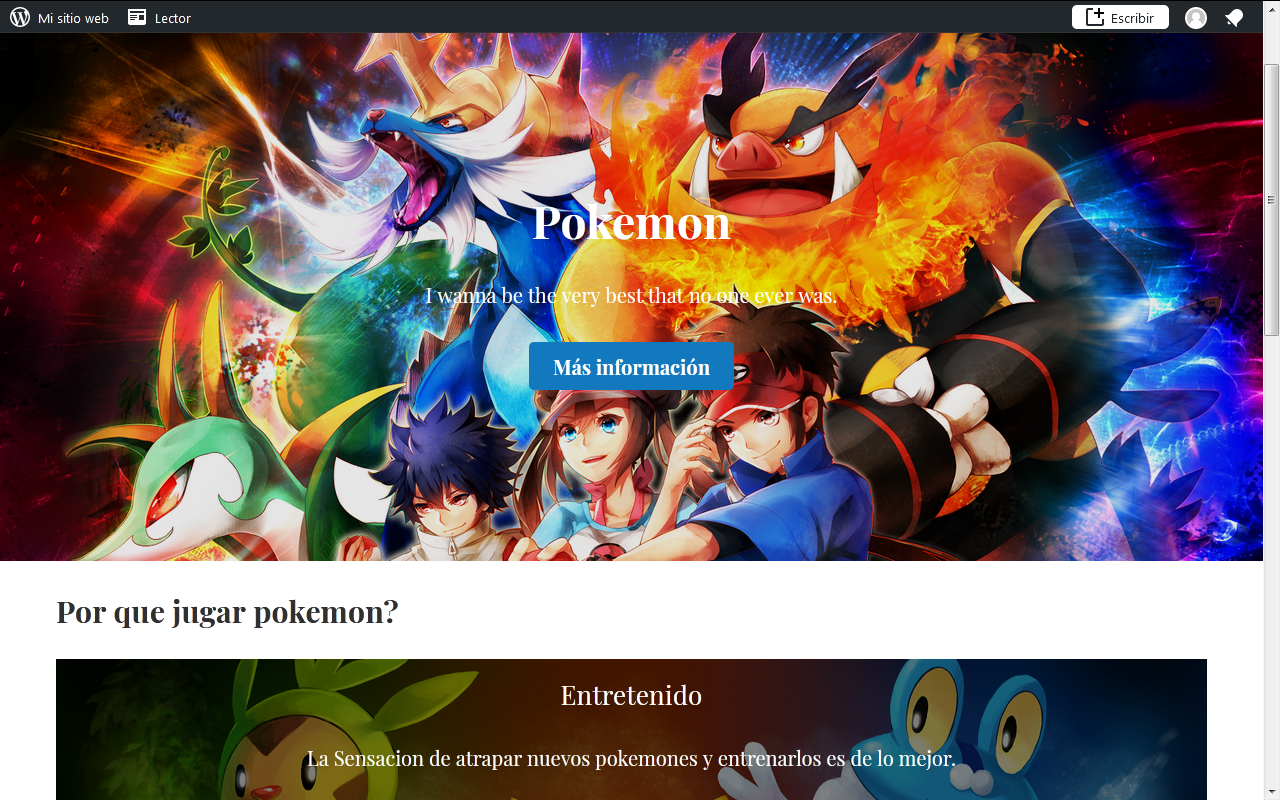 Mi sitio web
Lector
Escribir
Pokemon
I wanna be the very best that no one ever was.
Más información
Por que jugar pokemon?
Entretenido
La Sensacion de atrapar nuevos pokemones y entrenarlos es de lo mejor.